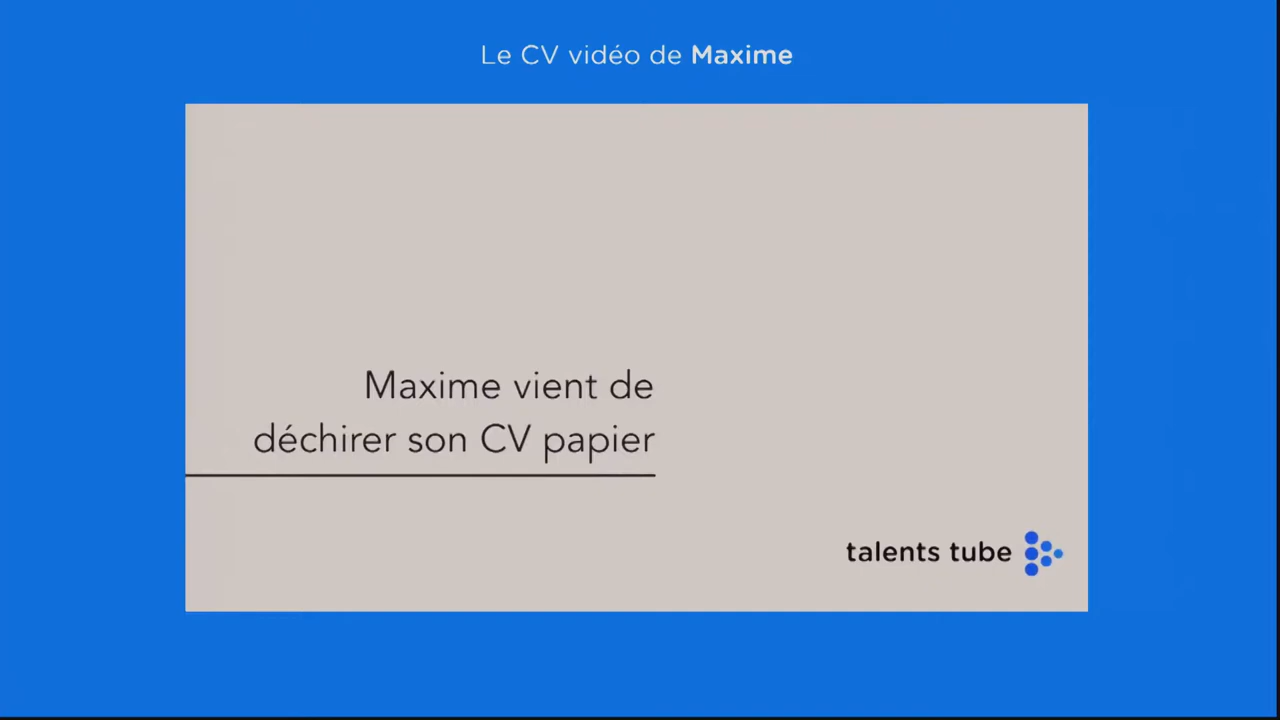 Le CV vidéo de Maxime
Maxime vient de
déchirer son CV papier
talents tube